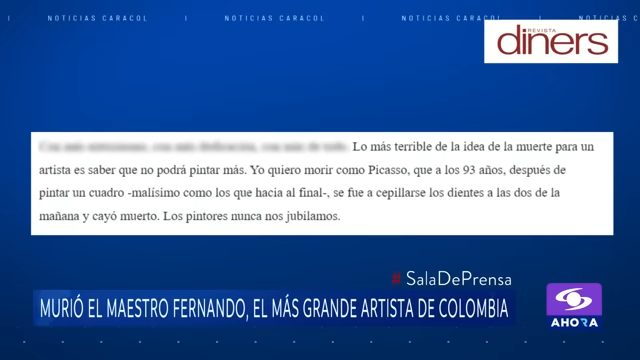 NOTICIAS CARACOL | NOTICIAS CARACOL | NOTICIAS CARACOL | NOTICIAS
REVISTA
diners
Lo más terrible de la idea de la muerte para un
artista es saber que no podrá pintar más. Yo quiero morir como Picasso, que a los 93 años, después de
pintar un cuadro -malísimo como los que hacia al final-, se fue a cepillarse los dientes a las dos de la
mañana y cayó muerto. Los pintores nunca nos jubilamos.
#SalaDePrensa
MURIÓ EL MAESTRO FERNANDO, EL MÁS GRANDE ARTISTA DE COLOMBIA
AHORA